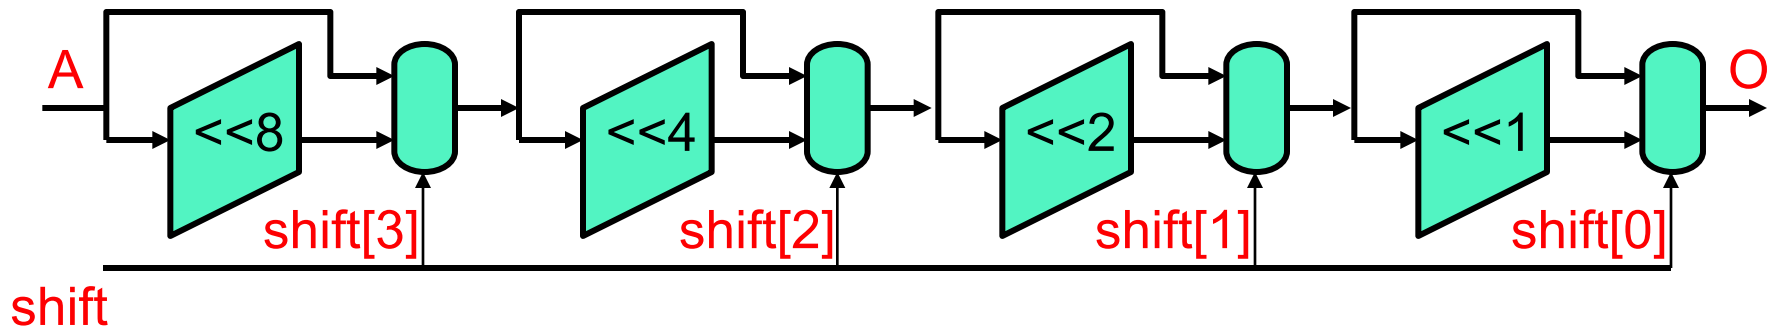 A
<<8
<<4
<<2
<<1
O
shift[3]
shift[2]
shift[1]
shift[0]
shift